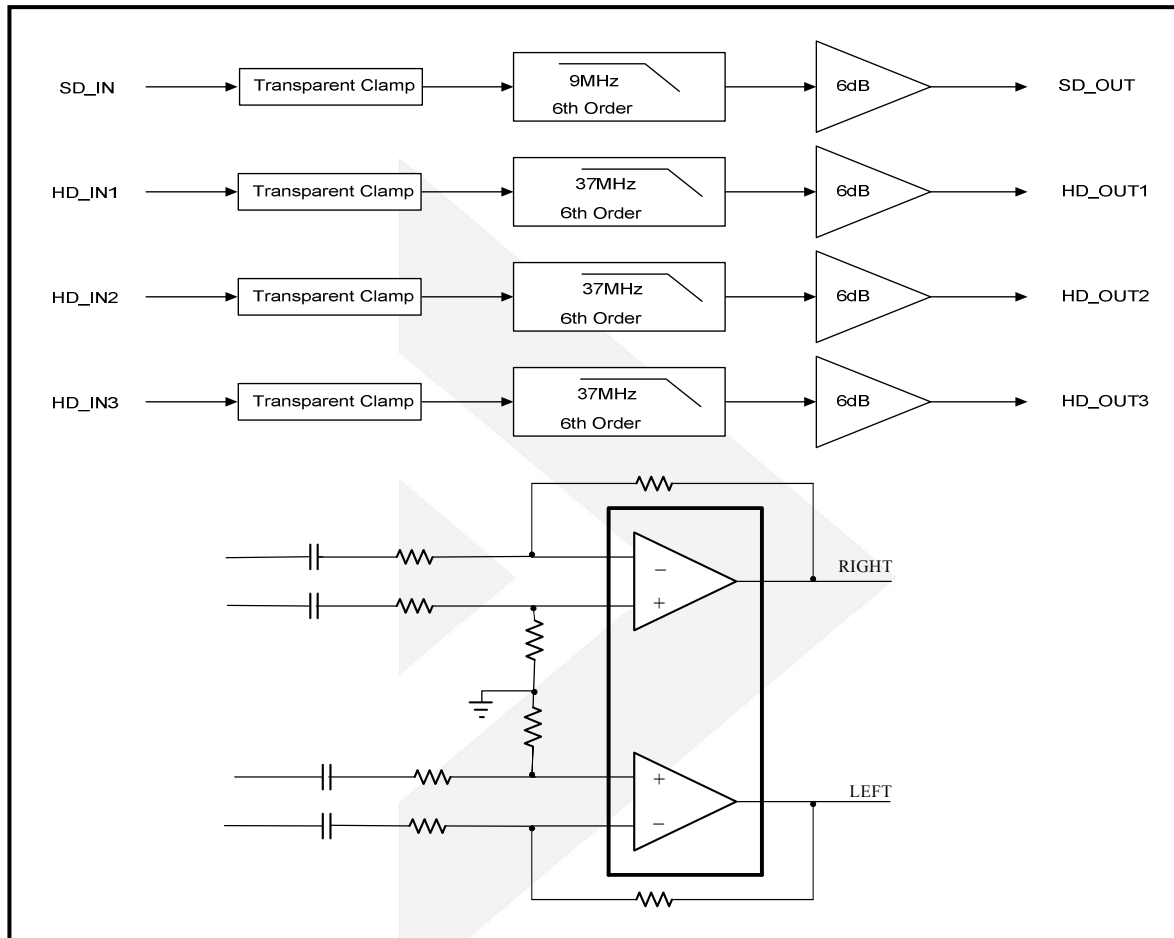 SD_IN Transparent Clamp 9MHz 6dB SD_OUT
6th Order
HD_IN1 Transparent Clamp 37MHz 6dB HD_OUT1
6th Order
HD_IN2 Transparent Clamp 37MHz 6dB HD_OUT2
6th Order
HD_IN3 Transparent Clamp 37MHz 6dB HD_OUT3
6th Order
−
RIGHT
+
+
LEFT
−